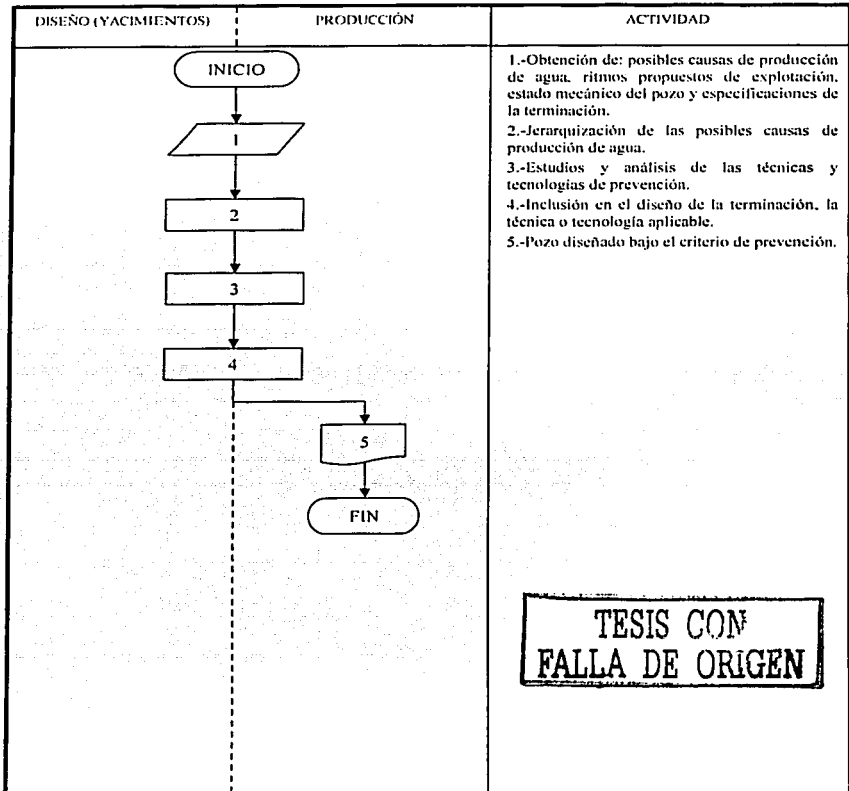 DISEÑO (YACIMIENTOS)
PRODUCCIÓN
ACTIVIDAD
INICIO
1
2
3
4
5
FIN
1.-Obtención de: posibles causas de producción
de agua, ritmos propuestos de explotación,
estado mecánico del pozo y especificaciones de
la terminación.
2.-Jerarquización de las posibles causas de
producción de agua.
3.-Estudios y análisis de las técnicas y
tecnologías de prevención.
4.-Inclusión en el diseño de la terminación, la
técnica o tecnología aplicable.
5.-Pozo diseñado bajo el criterio de prevención.
TESIS CON
FALLA DE ORIGEN